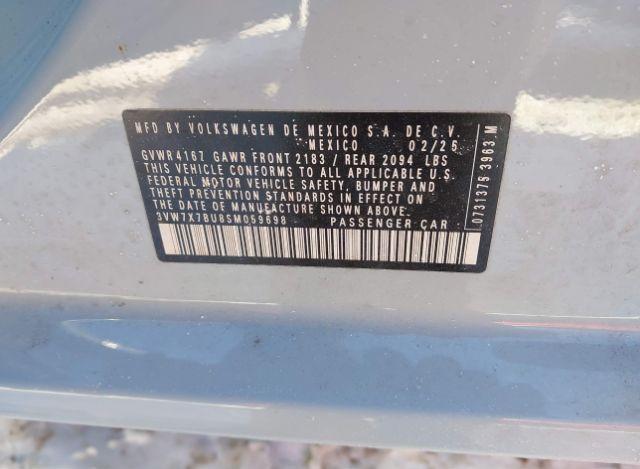 MFD BY VOLKSWAGEN DE MEXICO S.A. DE C.V.
MEXICO 02/25
GVWR 4167 GAWR FRONT 2183 / REAR 2094 LBS
THIS VEHICLE CONFORMS TO ALL APPLICABLE U.S.
FEDERAL MOTOR VEHICLE SAFETY, BUMPER AND
THEFT PREVENTION STANDARDS IN EFFECT ON
THE DATE OF MANUFACTURE SHOWN ABOVE.
3VW7X7BU8SM059698 PASSENGER CAR
0731375 3963 M